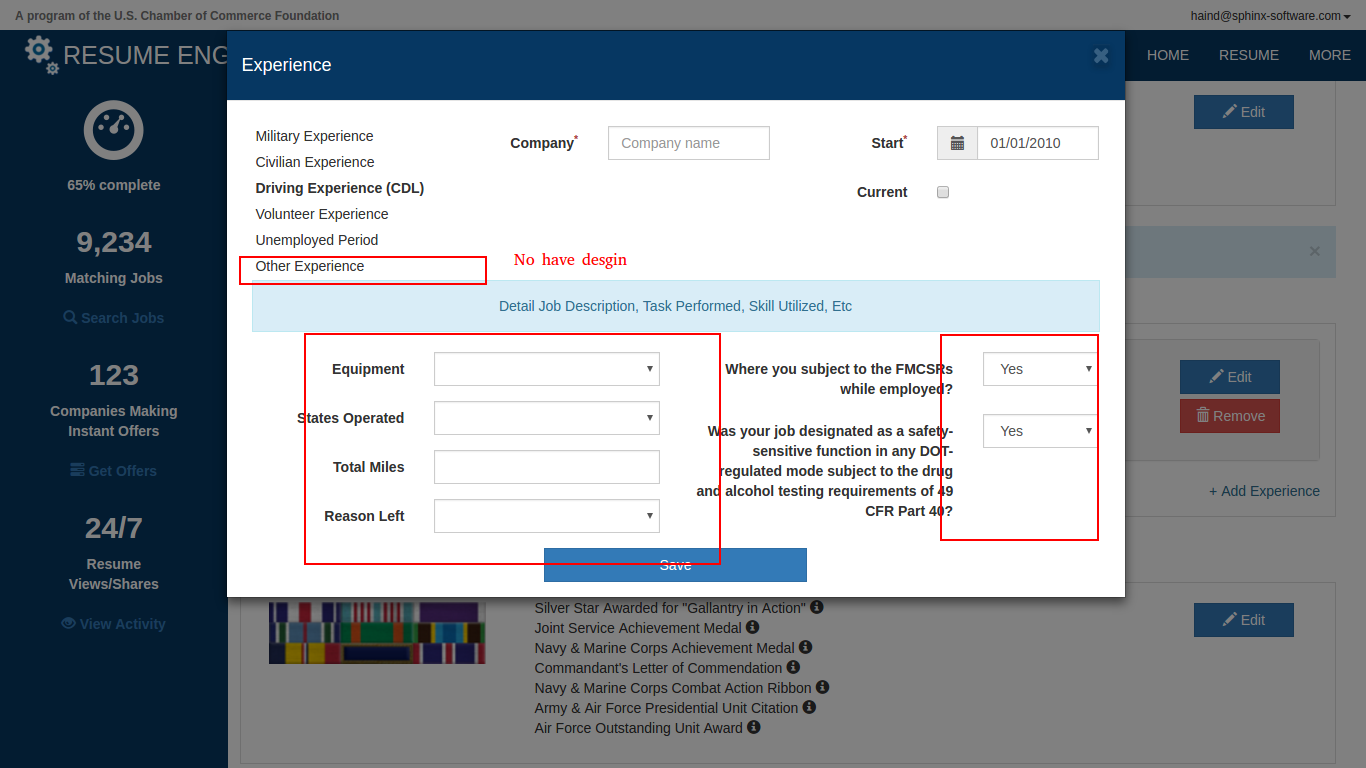 A program of the U.S. Chamber of Commerce Foundation
haind@sphinx-software.com
RESUME ENG
HOME
RESUME
MORE
65% complete
9,234
Matching Jobs
Search Jobs
123
Companies Making
Instant Offers
Get Offers
24/7
Resume
Views/Shares
View Activity
Experience
Military Experience
Civilian Experience
Driving Experience (CDL)
Volunteer Experience
Unemployed Period
Other Experience
No have desgin
Company*
Company name
Start*
01/01/2010
Current
Detail Job Description, Task Performed, Skill Utilized, Etc
Equipment
States Operated
Total Miles
Reason Left
Where you subject to the FMCSRs
while employed?
Yes
Was your job designated as a safety-
sensitive function in any DOT-
regulated mode subject to the drug
and alcohol testing requirements of 49
CFR Part 40?
Yes
Save
Edit
Edit
Remove
+ Add Experience
Edit
Silver Star Awarded for "Gallantry in Action"
Joint Service Achievement Medal
Navy & Marine Corps Achievement Medal
Commandant's Letter of Commendation
Navy & Marine Corps Combat Action Ribbon
Army & Air Force Presidential Unit Citation
Air Force Outstanding Unit Award